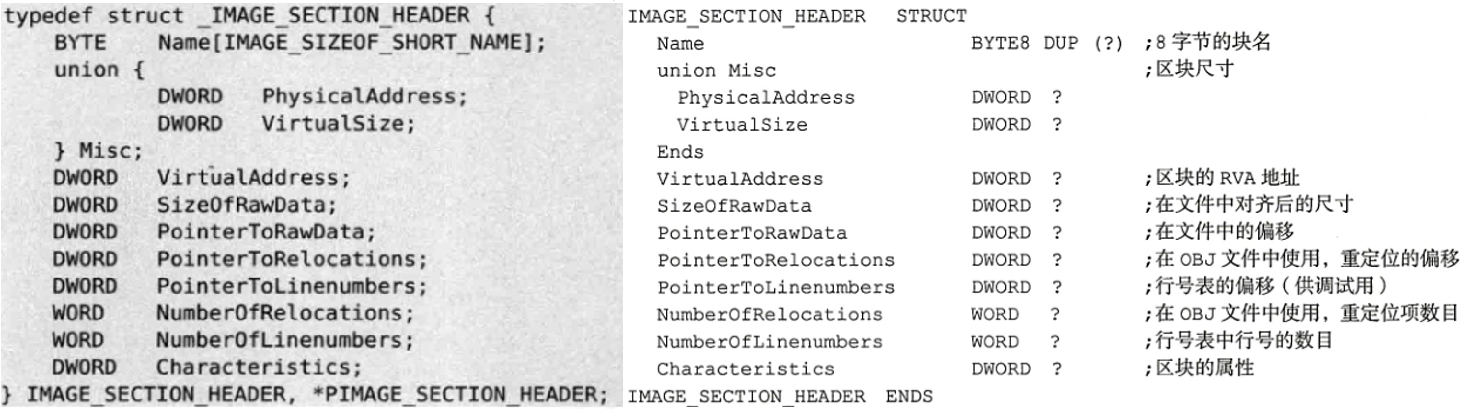 typedef struct _IMAGE_SECTION_HEADER {
BYTE Name[IMAGE_SIZEOF_SHORT_NAME];
union {
DWORD PhysicalAddress;
DWORD VirtualSize;
} Misc;
DWORD VirtualAddress;
DWORD SizeOfRawData;
DWORD PointerToRawData;
DWORD PointerToRelocations;
DWORD PointerToLinenumbers;
WORD NumberOfRelocations;
WORD NumberOfLinenumbers;
DWORD Characteristics;
} IMAGE_SECTION_HEADER, *PIMAGE_SECTION_HEADER;
IMAGE_SECTION_HEADER STRUCT
Name BYTE8 DUP (?) ;8 字节的块名
union Misc ;区块尺寸
PhysicalAddress DWORD ?
VirtualSize DWORD ?
Ends
VirtualAddress DWORD ? ;区块的 RVA 地址
SizeOfRawData DWORD ? ;在文件中对齐后的尺寸
PointerToRawData DWORD ? ;在文件中的偏移
PointerToRelocations DWORD ? ;在 OBJ 文件中使用，重定位的偏移
PointerToLinenumbers DWORD ? ;行号表的偏移（供调试用）
NumberOfRelocations WORD ? ;在 OBJ 文件中使用，重定位项数目
NumberOfLinenumbers WORD ? ;行号表中行号的数目
Characteristics DWORD ? ;区块的属性
IMAGE_SECTION_HEADER ENDS